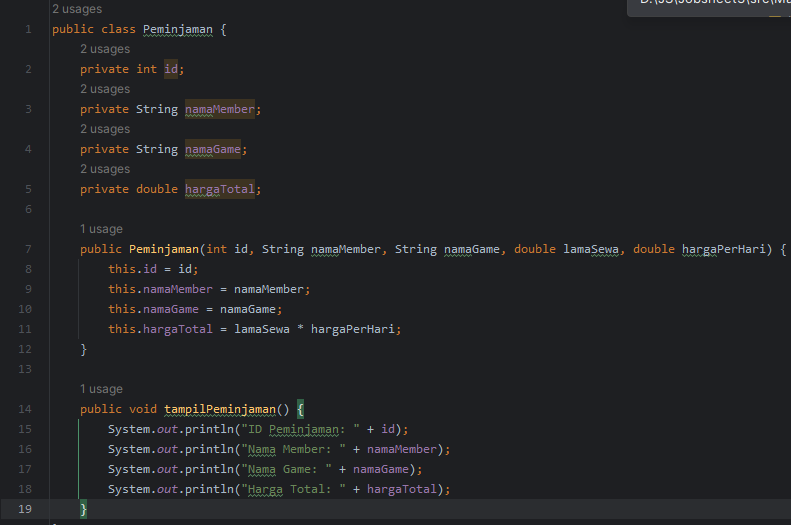 D:\JS\Jobsheet3\src\Ma
2 usages
1 public class Peminjaman {
2 usages
2 private int id;
2 usages
3 private String namaMember;
2 usages
4 private String namaGame;
2 usages
5 private double hargaTotal;
6
1 usage
7 public Peminjaman(int id, String namaMember, String namaGame, double lamaSewa, double hargaPerHari) {
8 this.id = id;
9 this.namaMember = namaMember;
10 this.namaGame = namaGame;
11 this.hargaTotal = lamaSewa * hargaPerHari;
12 }
13
1 usage
14 public void tampilPeminjaman() {
15 System.out.println("ID Peminjaman: " + id);
16 System.out.println("Nama Member: " + namaMember);
17 System.out.println("Nama Game: " + namaGame);
18 System.out.println("Harga Total: " + hargaTotal);
19 }